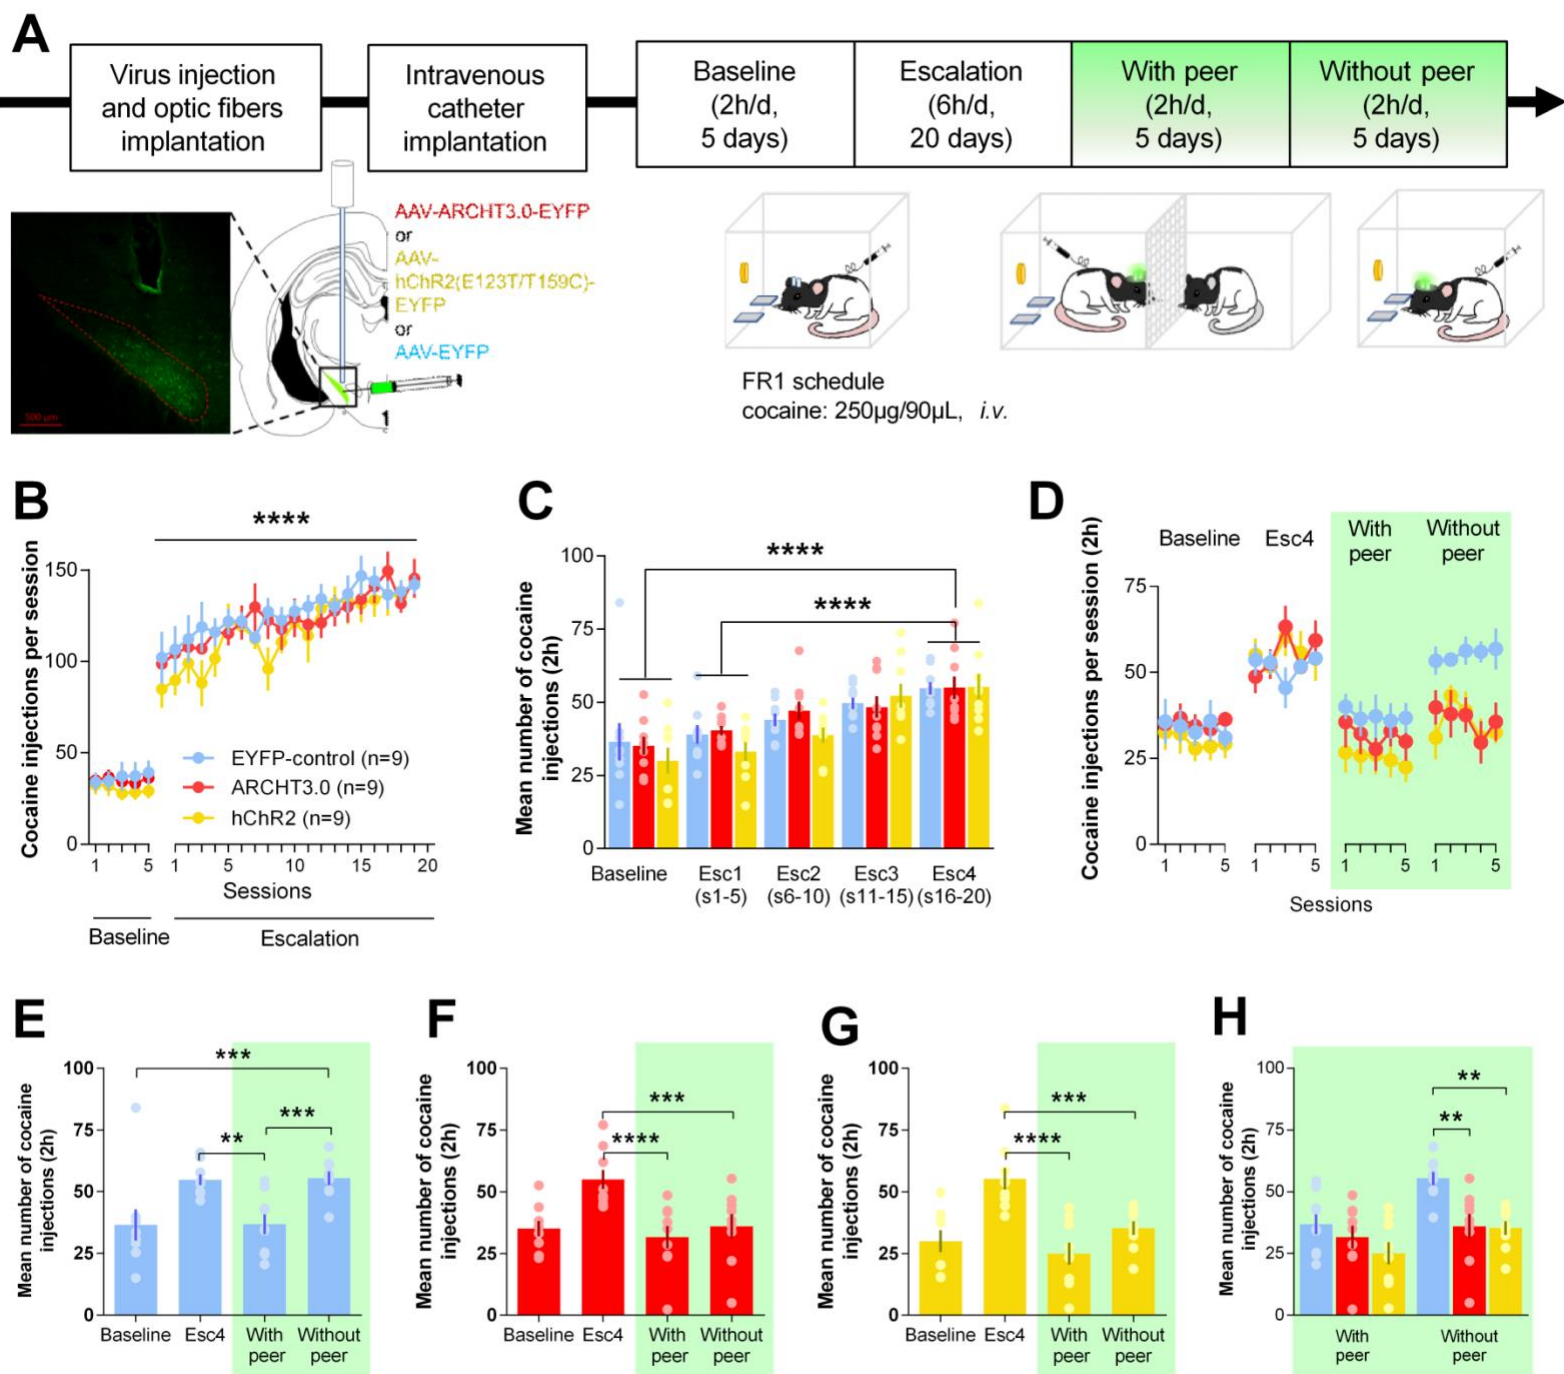 A
Virus injection
and optic fibers
implantation
Intravenous
catheter
implantation
Baseline
(2h/d,
5 days)
Escalation
(6h/d,
20 days)
With peer
(2h/d,
5 days)
Without peer
(2h/d,
5 days)
AAV-ARCHT3.0-EYFP
or
AAV-
hChR2(E123T/T159C)-
EYFP
or
AAV-EYFP
500 µm
FR1 schedule
cocaine: 250µg/90µL, i.v.
B
Cocaine injections per session
150
100
50
0
****
EYFP-control (n=9)
ARCHT3.0 (n=9)
hChR2 (n=9)
1 5 1 5 10 15 20
Sessions
Baseline Escalation
C
Mean number of cocaine
injections (2h)
100
75
50
25
0
****
****
Baseline Esc1 Esc2 Esc3 Esc4
(s1-5) (s6-10) (s11-15) (s16-20)
D
Cocaine injections per session (2h)
75
50
25
0
Baseline Esc4 With Without
peer peer
1 5 1 5 1 5 1 5
Sessions
E
Mean number of cocaine
injections (2h)
100
75
50
25
0
***
**
***
Baseline Esc4 With Without
peer peer
F
Mean number of cocaine
injections (2h)
100
75
50
25
0
***
****
Baseline Esc4 With Without
peer peer
G
Mean number of cocaine
injections (2h)
100
75
50
25
0
***
****
Baseline Esc4 With Without
peer peer
H
Mean number of cocaine
injections (2h)
100
75
50
25
0
**
**
With Without
peer peer